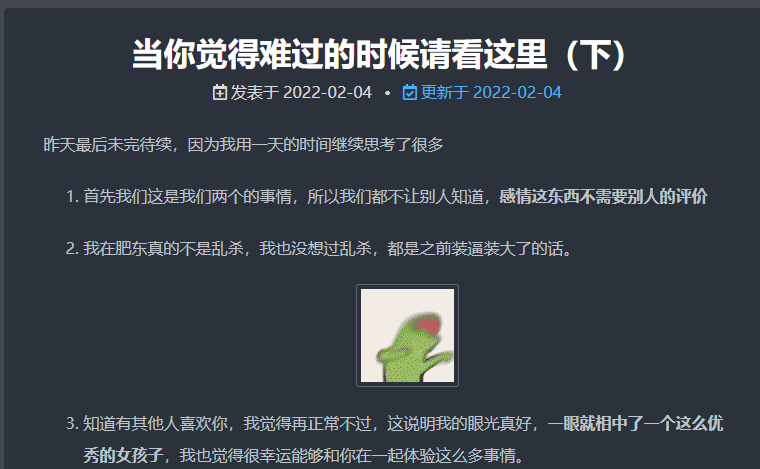 当你觉得难过的时候请看这里（下）
发表于 2022-02-04 • 更新于 2022-02-04
昨天最后未完待续，因为我用一天的时间继续思考了很多
1. 首先我们这是我们两个的事情，所以我们都不让别人知道，感情这东西不需要别人的评价
2. 我在肥东真的不是乱杀，我也没想过乱杀，都是之前装逼装大了的话。
3. 知道有其他人喜欢你，我觉得再正常不过，这说明我的眼光真好，一眼就相中了一个这么优
秀的女孩子，我也觉得很幸运能够和你在一起体验这么多事情。